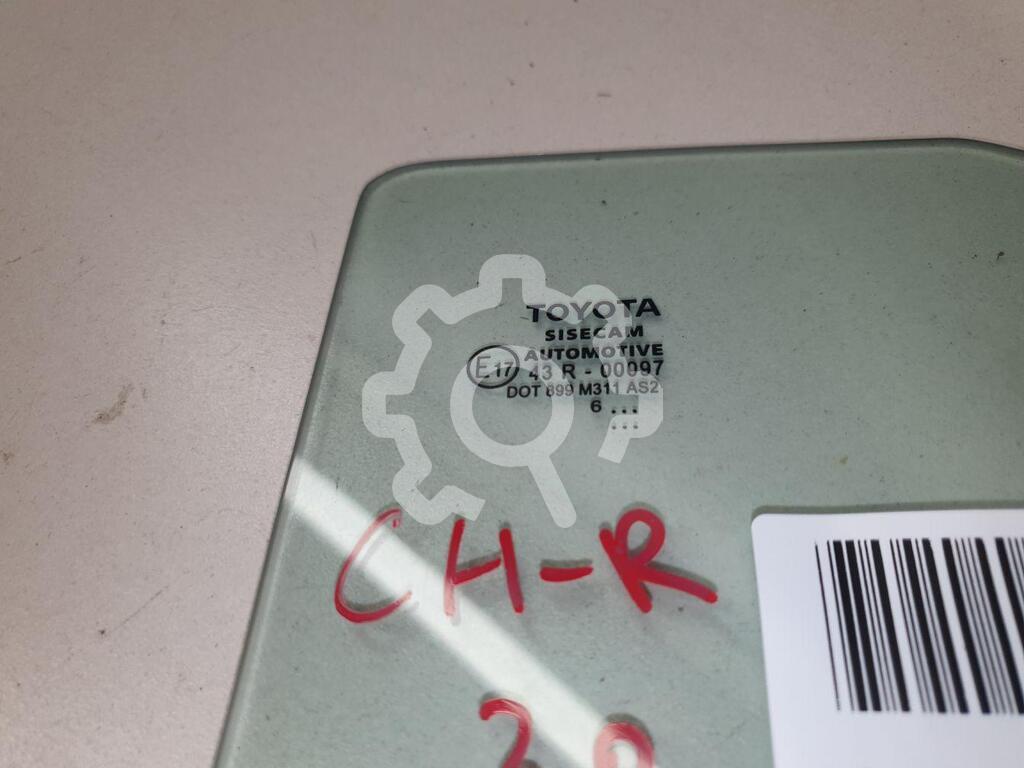 TOYOTA
SISECAM
AUTOMOTIVE
E17 43 R - 00097
DOT 899 M311 AS2
6 ...
...
CH-R